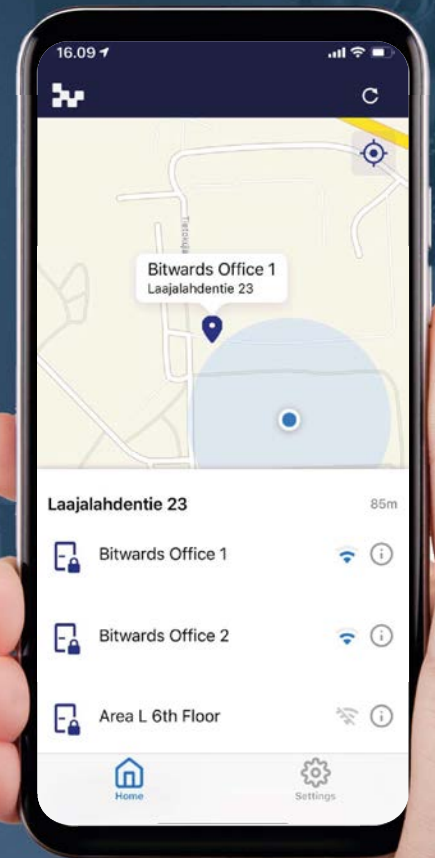 16.09
Bitwards Office 1
Laajalahdentie 23
Laajalahdentie 23
85m
Bitwards Office 1
Bitwards Office 2
Area L 6th Floor
Home
Settings